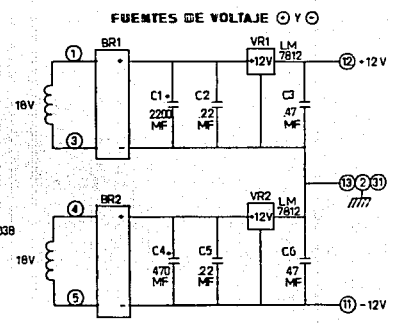 FUENTES DE VOLTAJE ⊕ Y ⊖
1 BR1 VR1 LM
+ +12V 7812 12 +12V
18V C1+ C2 C3
2200 .22 .47
MF MF MF
3 -
13 2 31
4 BR2 VR2 LM
+ +12V 7812
038
18V C4+ C5 C6
470 .22 .47
MF MF MF
5 - 11 -12V